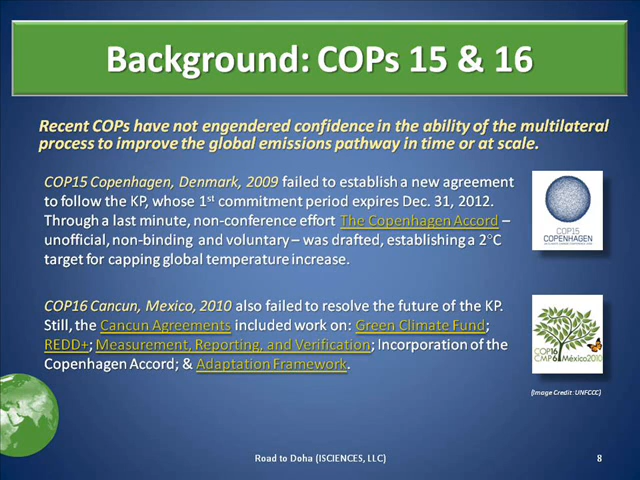 Background: COPs 15 & 16
Recent COPs have not engendered confidence in the ability of the multilateral
process to improve the global emissions pathway in time or at scale.
COP15 Copenhagen, Denmark, 2009 failed to establish a new agreement
to follow the KP, whose 1st commitment period expires Dec. 31, 2012.
Through a last minute, non-conference effort The Copenhagen Accord –
unofficial, non-binding and voluntary – was drafted, establishing a 2°C
target for capping global temperature increase.
COP15
COPENHAGEN
COP16 Cancun, Mexico, 2010 also failed to resolve the future of the KP.
Still, the Cancun Agreements included work on: Green Climate Fund;
REDD+; Measurement, Reporting, and Verification; Incorporation of the
Copenhagen Accord; & Adaptation Framework.
COP16
CMP6 México2010
(Image Credit: UNFCCC)
Road to Doha (ISCIENCES, LLC)
8